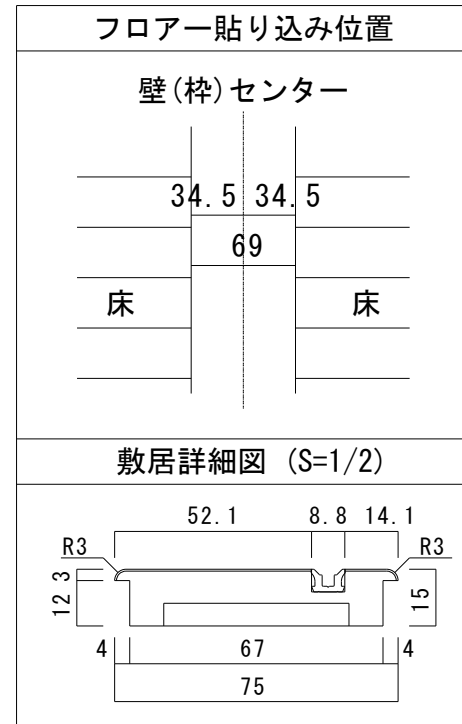 フロアー貼り込み位置
壁(枠)センター
34.5 34.5
69
床 床
敷居詳細図 (S=1/2)
52.1 8.8 14.1
R3 R3
3
12 15
4 67 4
75